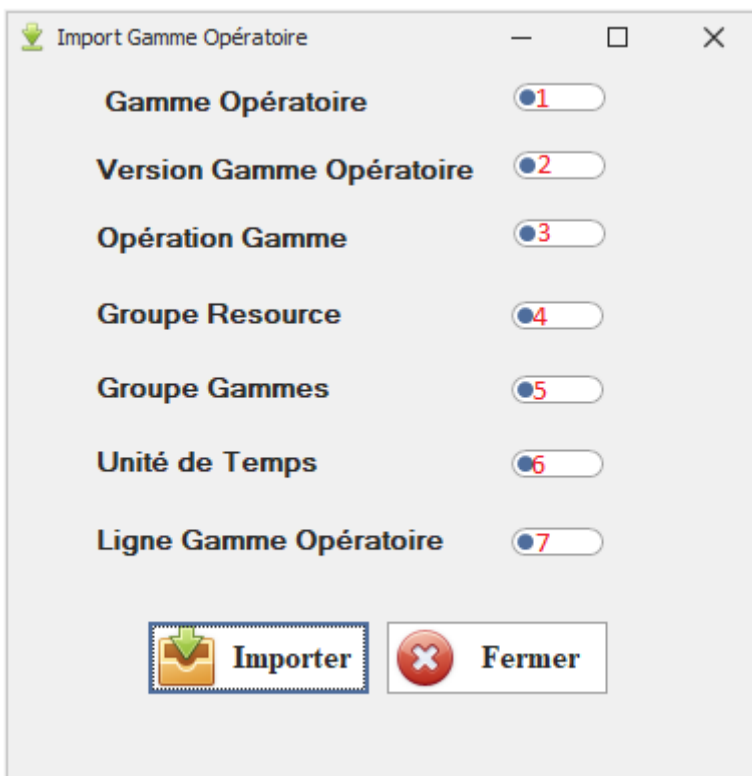 Import Gamme Opératoire
Gamme Opératoire 1
Version Gamme Opératoire 2
Opération Gamme 3
Groupe Resource 4
Groupe Gammes 5
Unité de Temps 6
Ligne Gamme Opératoire 7
Importer Fermer